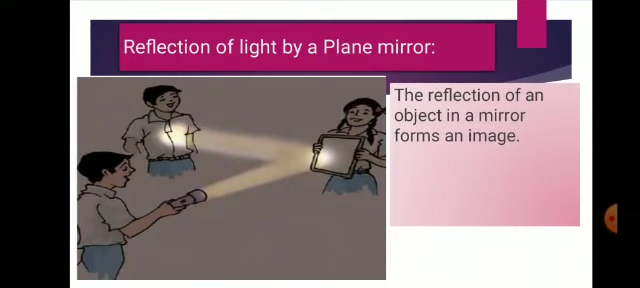 Reflection of light by a Plane mirror:
The reflection of an
object in a mirror
forms an image.